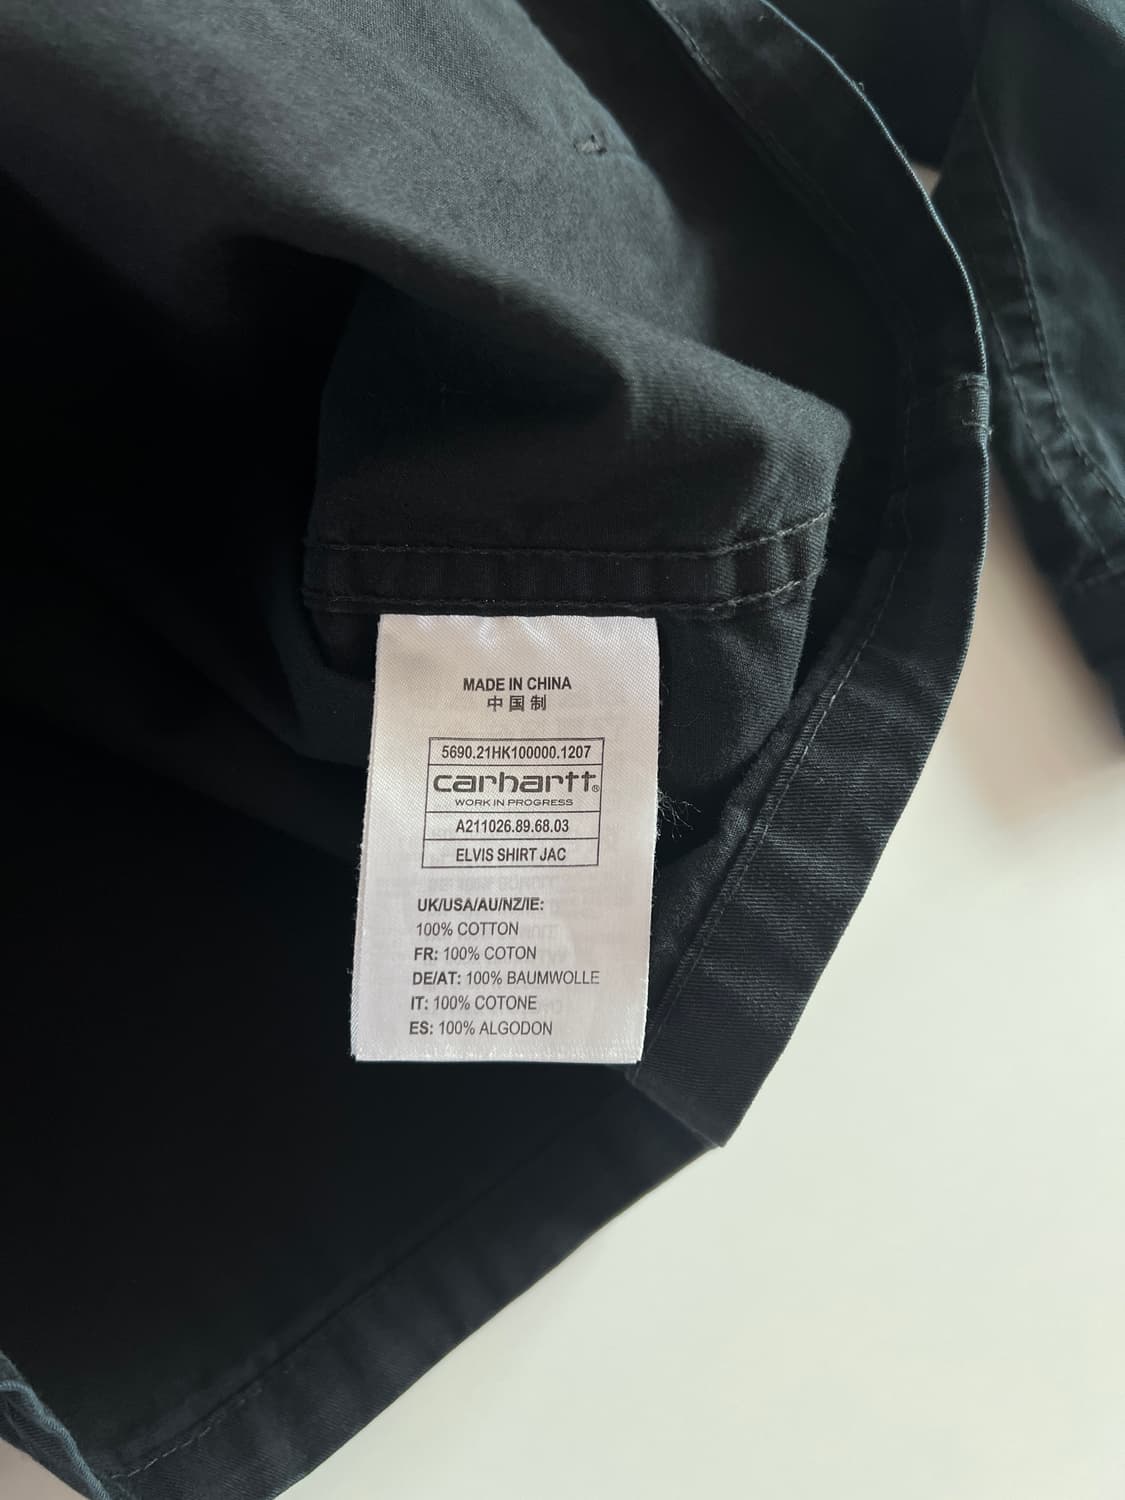 MADE IN CHINA
中国制
5690.21HK100000.1207
carhartt®
WORK IN PROGRESS
A211026.89.68.03
ELVIS SHIRT JAC
UK/USA/AU/NZ/IE:
100% COTTON
FR: 100% COTON
DE/AT: 100% BAUMWOLLE
IT: 100% COTONE
ES: 100% ALGODON